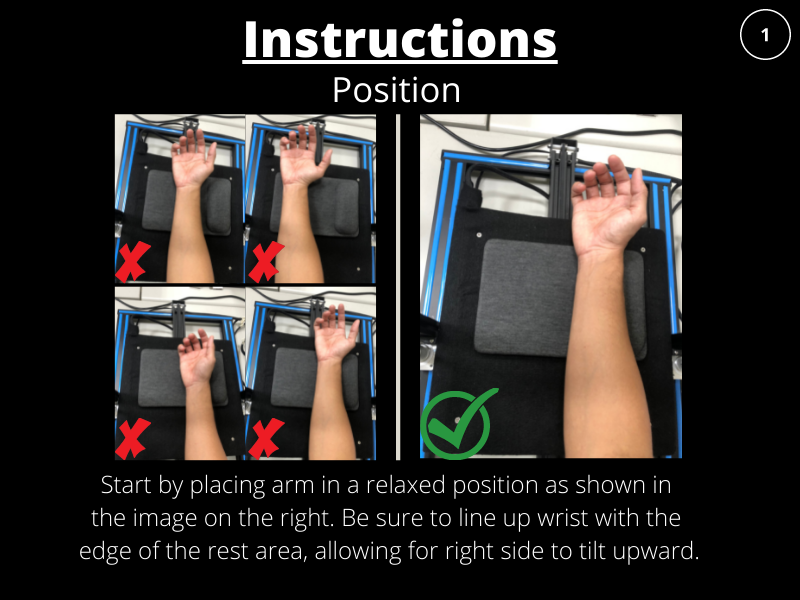 Instructions
1
Position
Start by placing arm in a relaxed position as shown in
the image on the right. Be sure to line up wrist with the
edge of the rest area, allowing for right side to tilt upward.